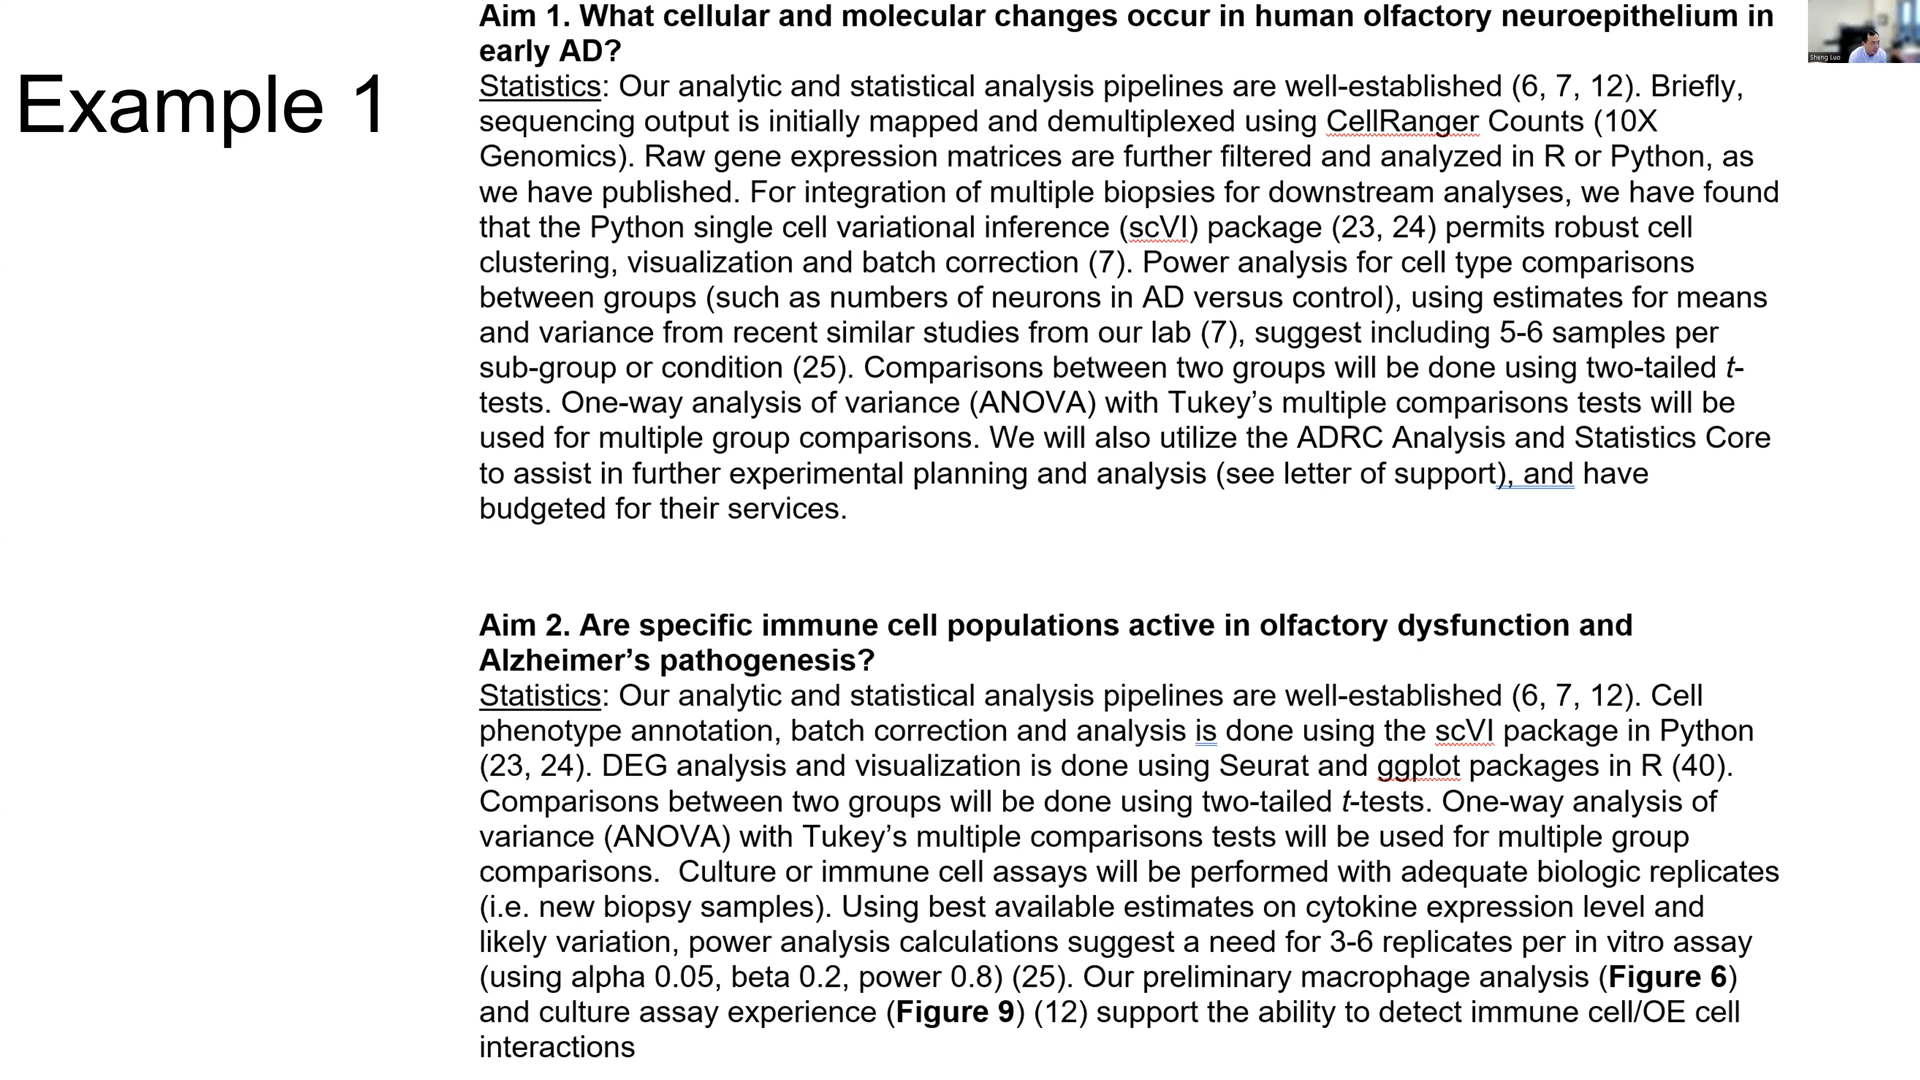 Example 1
Aim 1. What cellular and molecular changes occur in human olfactory neuroepithelium in
early AD?
Statistics: Our analytic and statistical analysis pipelines are well-established (6, 7, 12). Briefly,
sequencing output is initially mapped and demultiplexed using CellRanger Counts (10X
Genomics). Raw gene expression matrices are further filtered and analyzed in R or Python, as
we have published. For integration of multiple biopsies for downstream analyses, we have found
that the Python single cell variational inference (scVI) package (23, 24) permits robust cell
clustering, visualization and batch correction (7). Power analysis for cell type comparisons
between groups (such as numbers of neurons in AD versus control), using estimates for means
and variance from recent similar studies from our lab (7), suggest including 5-6 samples per
sub-group or condition (25). Comparisons between two groups will be done using two-tailed t-
tests. One-way analysis of variance (ANOVA) with Tukey’s multiple comparisons tests will be
used for multiple group comparisons. We will also utilize the ADRC Analysis and Statistics Core
to assist in further experimental planning and analysis (see letter of support), and have
budgeted for their services.
Aim 2. Are specific immune cell populations active in olfactory dysfunction and
Alzheimer’s pathogenesis?
Statistics: Our analytic and statistical analysis pipelines are well-established (6, 7, 12). Cell
phenotype annotation, batch correction and analysis is done using the scVI package in Python
(23, 24). DEG analysis and visualization is done using Seurat and ggplot packages in R (40).
Comparisons between two groups will be done using two-tailed t-tests. One-way analysis of
variance (ANOVA) with Tukey’s multiple comparisons tests will be used for multiple group
comparisons.  Culture or immune cell assays will be performed with adequate biologic replicates
(i.e. new biopsy samples). Using best available estimates on cytokine expression level and
likely variation, power analysis calculations suggest a need for 3-6 replicates per in vitro assay
(using alpha 0.05, beta 0.2, power 0.8) (25). Our preliminary macrophage analysis (Figure 6)
and culture assay experience (Figure 9) (12) support the ability to detect immune cell/OE cell
interactions
Sheng Luo